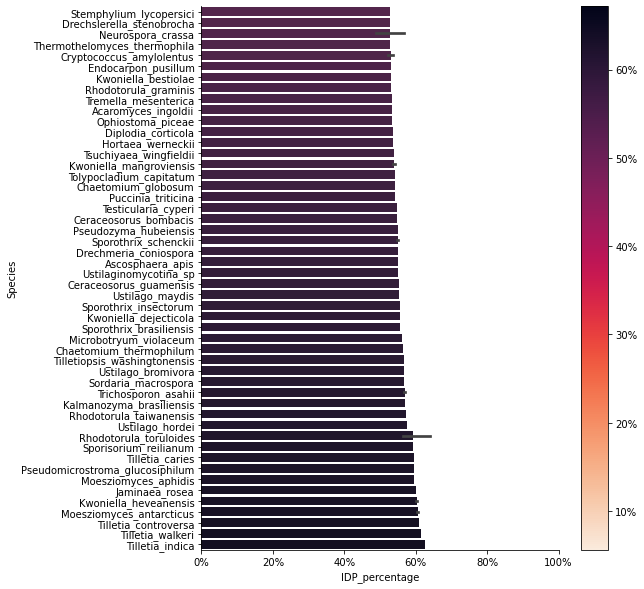 Stemphylium_lycopersici
Drechslerella_stenobrocha
Neurospora_crassa
Thermothelomyces_thermophila
Cryptococcus_amylolentus
Endocarpon_pusillum
Kwoniella_bestiolae
Rhodotorula_graminis
Tremella_mesenterica
Acaromyces_ingoldii
Ophiostoma_piceae
Diplodia_corticola
Hortaea_werneckii
Tsuchiyaea_wingfieldii
Kwoniella_mangroviensis
Tolypocladium_capitatum
Chaetomium_globosum
Puccinia_triticina
Testicularia_cyperi
Ceraceosorus_bombacis
Pseudozyma_hubeiensis
Sporothrix_schenckii
Drechmeria_coniospora
Ascosphaera_apis
Ustilaginomycotina_sp
Ceraceosorus_guamensis
Ustilago_maydis
Sporothrix_insectorum
Kwoniella_dejecticola
Sporothrix_brasiliensis
Microbotryum_violaceum
Chaetomium_thermophilum
Tilletiopsis_washingtonensis
Ustilago_bromivora
Sordaria_macrospora
Trichosporon_asahii
Kalmanozyma_brasiliensis
Rhodotorula_taiwanensis
Ustilago_hordei
Rhodotorula_toruloides
Sporisorium_reilianum
Tilletia_caries
Pseudomicrostroma_glucosiphilum
Moesziomyces_aphidis
Jaminaea_rosea
Kwoniella_heveanensis
Moesziomyces_antarcticus
Tilletia_controversa
Tilletia_walkeri
Tilletia_indica
Species
0% 20% 40% 60% 80% 100%
IDP_percentage
60%
50%
40%
30%
20%
10%